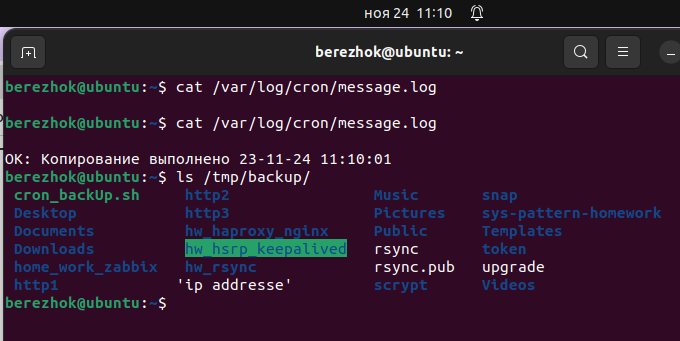 ноя 24 11:10
berezhok@ubuntu: ~
berezhok@ubuntu:~$ cat /var/log/cron/message.log
berezhok@ubuntu:~$ cat /var/log/cron/message.log
OK: Копирование выполнено 23-11-24 11:10:01
berezhok@ubuntu:~$ ls /tmp/backup/
cron_backUp.sh http2 Music snap
Desktop http3 Pictures sys-pattern-homework
Documents hw_haproxy_nginx Public Templates
Downloads hw_hsrp_keepalived rsync token
home_work_zabbix hw_rsync rsync.pub upgrade
http1 'ip addresse' scrypt Videos
berezhok@ubuntu:~$